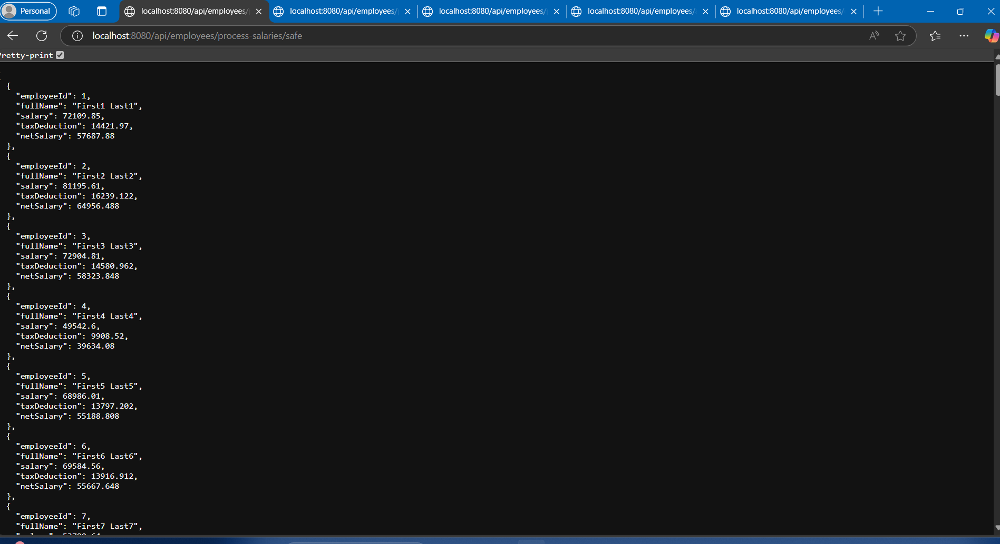 Personal
localhost:8080/api/employees/
localhost:8080/api/employees/
localhost:8080/api/employees/
localhost:8080/api/employees/
localhost:8080/api/employees/
localhost:8080/api/employees/process-salaries/safe
Pretty-print
[
{
"employeeId": 1,
"fullName": "First1 Last1",
"salary": 72109.85,
"taxDeduction": 14421.97,
"netSalary": 57687.88
},
{
"employeeId": 2,
"fullName": "First2 Last2",
"salary": 81195.61,
"taxDeduction": 16239.122,
"netSalary": 64956.488
},
{
"employeeId": 3,
"fullName": "First3 Last3",
"salary": 72904.81,
"taxDeduction": 14580.962,
"netSalary": 58323.848
},
{
"employeeId": 4,
"fullName": "First4 Last4",
"salary": 49542.6,
"taxDeduction": 9908.52,
"netSalary": 39634.08
},
{
"employeeId": 5,
"fullName": "First5 Last5",
"salary": 68986.01,
"taxDeduction": 13797.202,
"netSalary": 55188.808
},
{
"employeeId": 6,
"fullName": "First6 Last6",
"salary": 69584.56,
"taxDeduction": 13916.912,
"netSalary": 55667.648
},
{
"employeeId": 7,
"fullName": "First7 Last7",